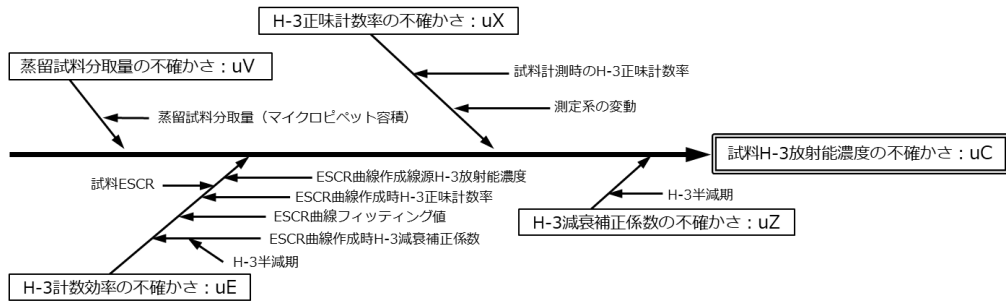 H-3正味計数率の不確かさ：uX
蒸留試料分取量の不確かさ：uV
試料計測時のH-3正味計数率
測定系の変動
蒸留試料分取量（マイクロピペット容積）
試料H-3放射能濃度の不確かさ：uC
試料ESCR
ESCR曲線作成線源H-3放射能濃度
ESCR曲線作成時H-3正味計数率
ESCR曲線フィッティング値
ESCR曲線作成時H-3減衰補正係数
H-3半減期
H-3半減期
H-3減衰補正係数の不確かさ：uZ
H-3計数効率の不確かさ：uE